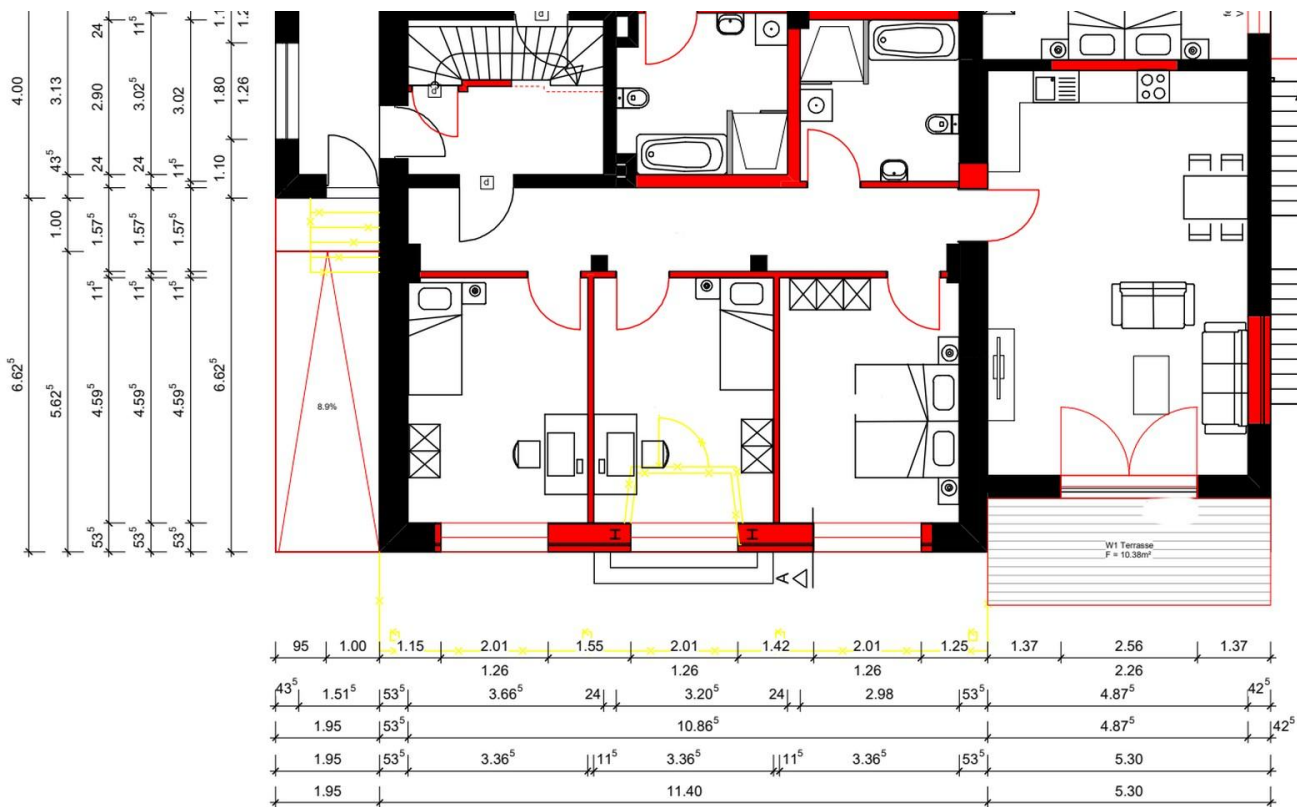 4.00
6.62⁵
3.13
43⁵
1.00
5.62
24
2.90
24
1.57⁵
11⁵
4.59⁵
53⁵
11⁵
3.02⁵
24
1.57⁵
11⁵
4.59⁵
53⁵
3.02
11⁵
1.57⁵
11⁵
4.59⁵
53⁵
1.80
1.10
6.62⁵
1.26
d
d
d
8.9%
A
W1 Terrasse
F = 10.38m²
95 1.00 1.15 2.01 1.55 2.01 1.42 2.01 1.25 1.37 2.56 1.37
1.26 1.26 1.26 2.26
43⁵ 1.51⁵ 53⁵ 3.66⁵ 24 3.20⁵ 24 2.98 53⁵ 4.87⁵ 42⁵
1.95 53⁵ 10.86⁵ 4.87⁵ 42⁵
1.95 53⁵ 3.36⁵ 11⁵ 3.36⁵ 11⁵ 3.36⁵ 53⁵ 5.30
1.95 11.40 5.30